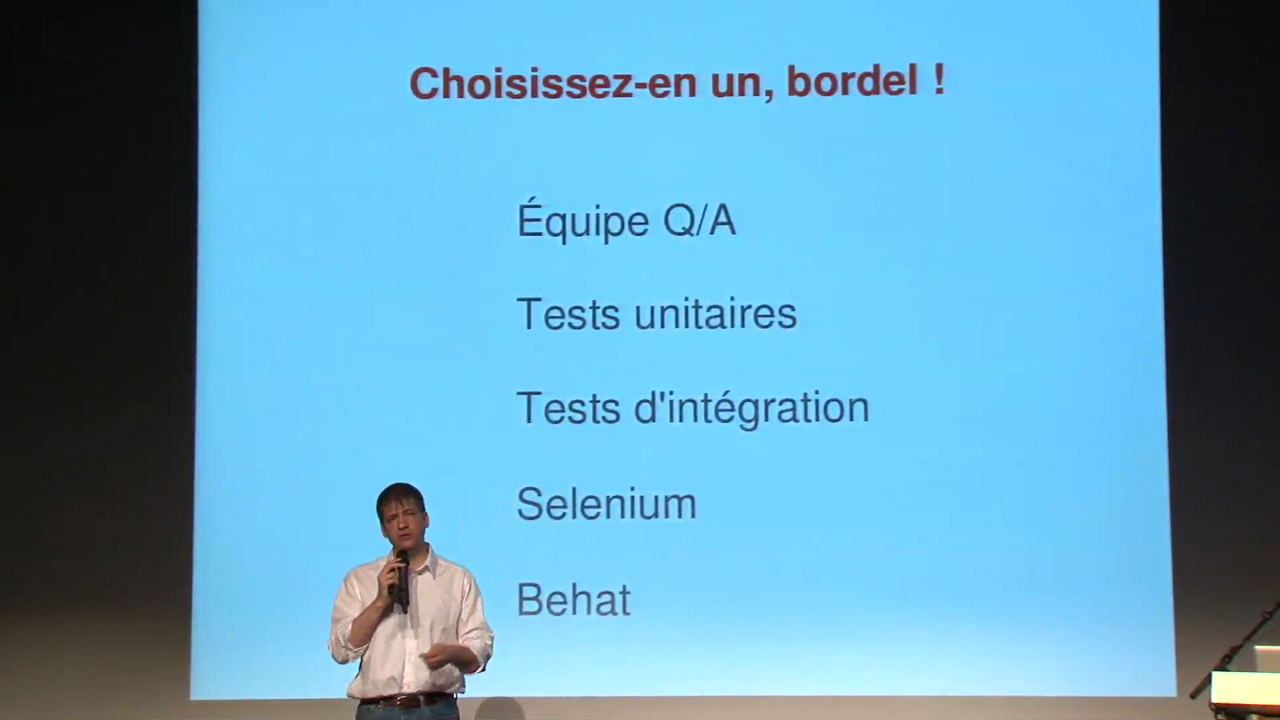 Choisissez-en un, bordel !
Équipe Q/A
Tests unitaires
Tests d'intégration
Selenium
Behat